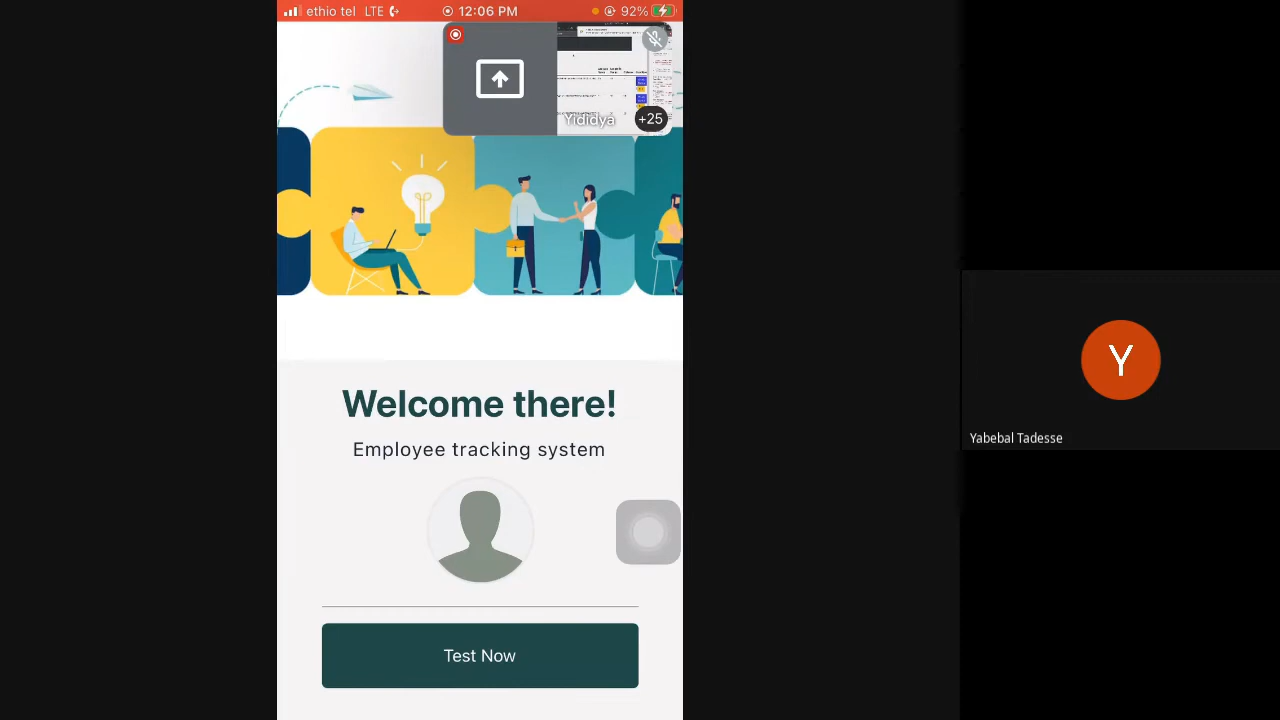 ethio tel LTE 12:06 PM 92%
Yididya
+25
Welcome there!
Employee tracking system
Test Now
Y
Yabebal Tadesse